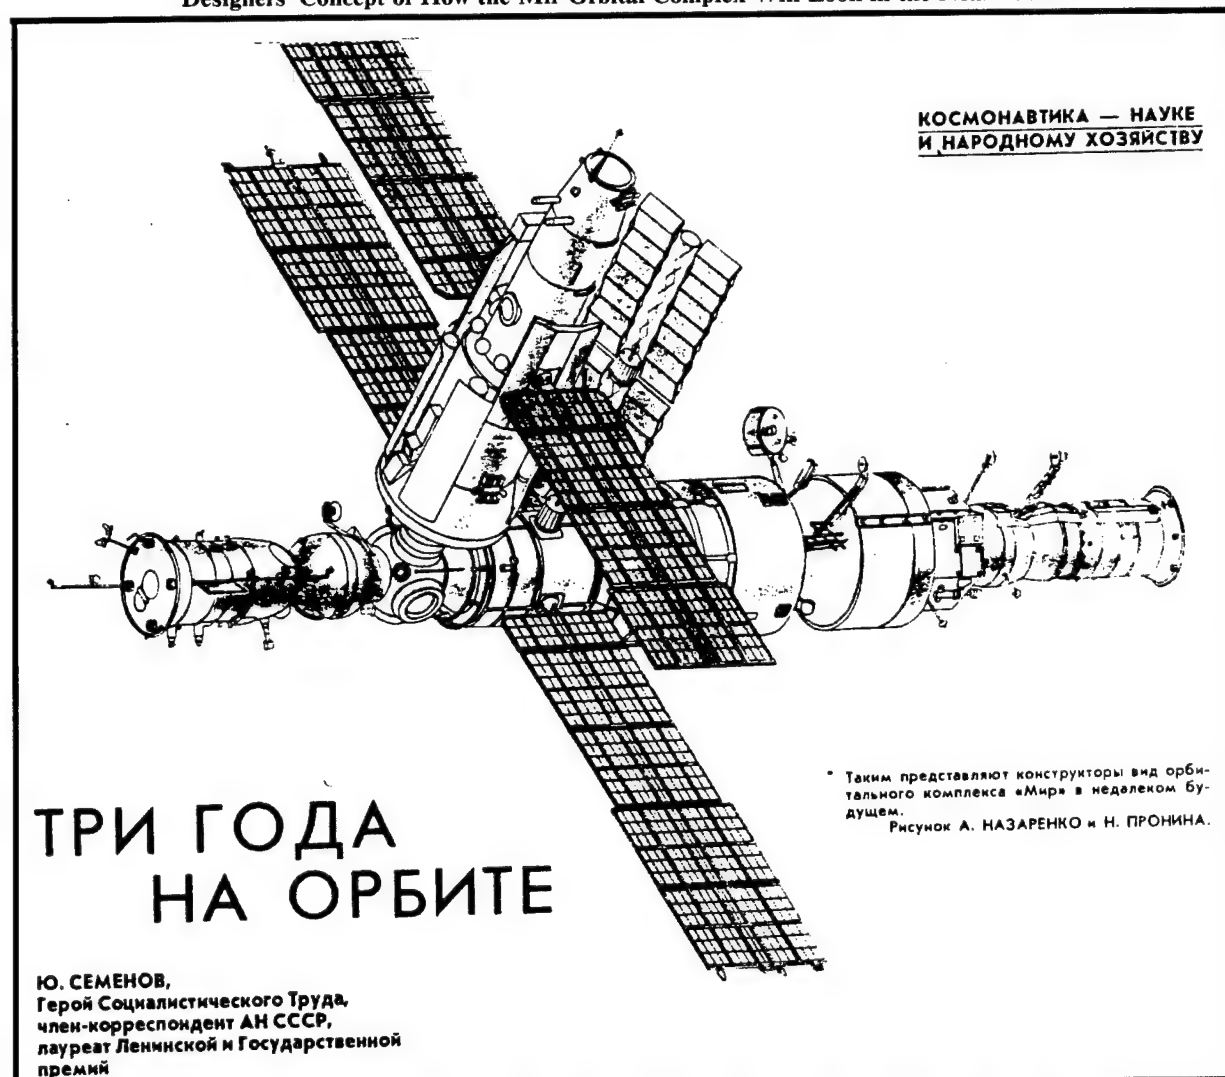 Designers' Concept of How the Mir Orbital Complex Will Look in the
КОСМОНАВТИКА — НАУКЕ
И НАРОДНОМУ ХОЗЯЙСТВУ
* Таким представляют конструкторы вид орби-
тального комплекса «Мир» в недалеком бу-
дущем.
Рисунок А. НАЗАРЕНКО и Н. ПРОНИНА.
ТРИ ГОДА
НА ОРБИТЕ
Ю. СЕМЕНОВ,
Герой Социалистического Труда,
член-корреспондент АН СССР,
лауреат Ленинской и Государственной
премий